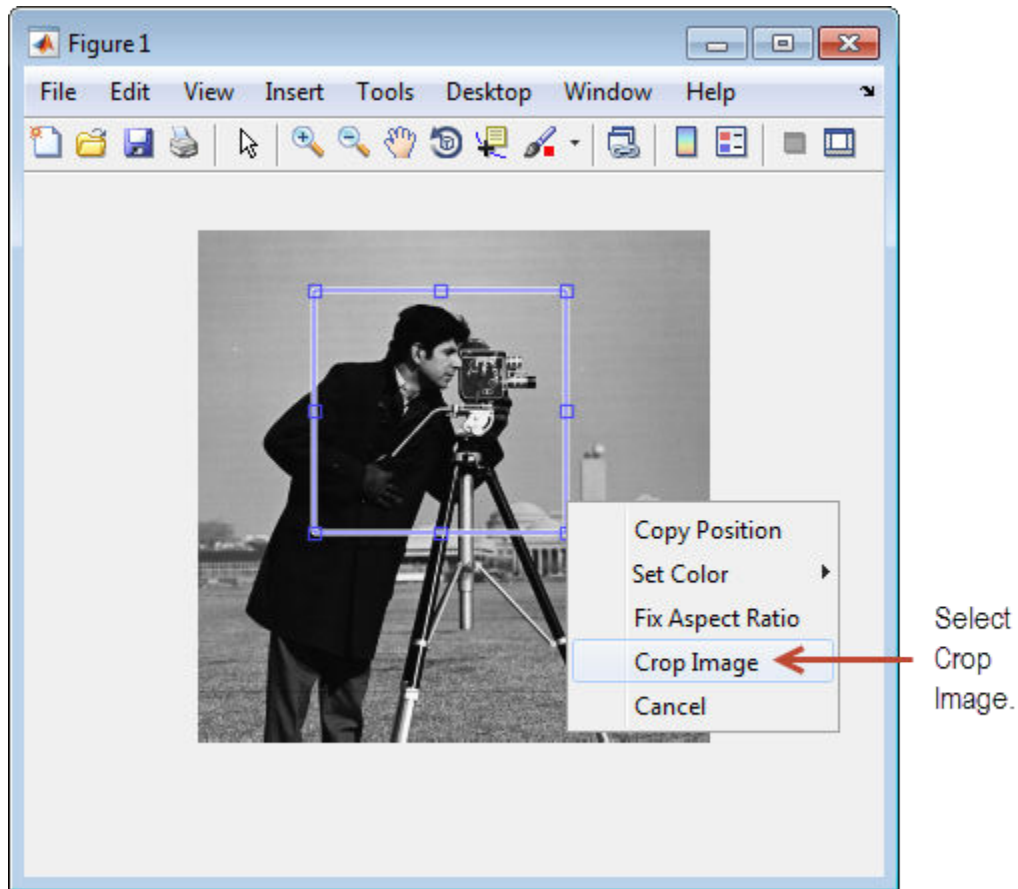 Figure 1
File Edit View Insert Tools Desktop Window Help
Copy Position
Set Color
Fix Aspect Ratio
Crop Image
Cancel
Select
Crop
Image.